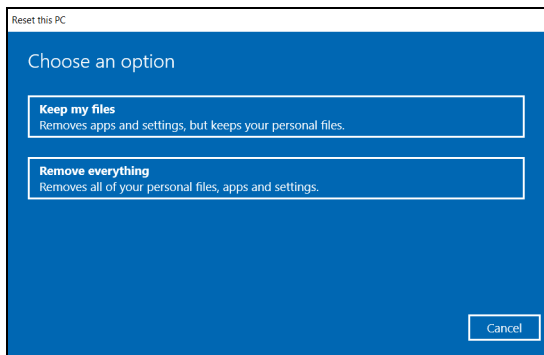 Reset this PC
Choose an option
Keep my files
Removes apps and settings, but keeps your personal files.
Remove everything
Removes all of your personal files, apps and settings.
Cancel